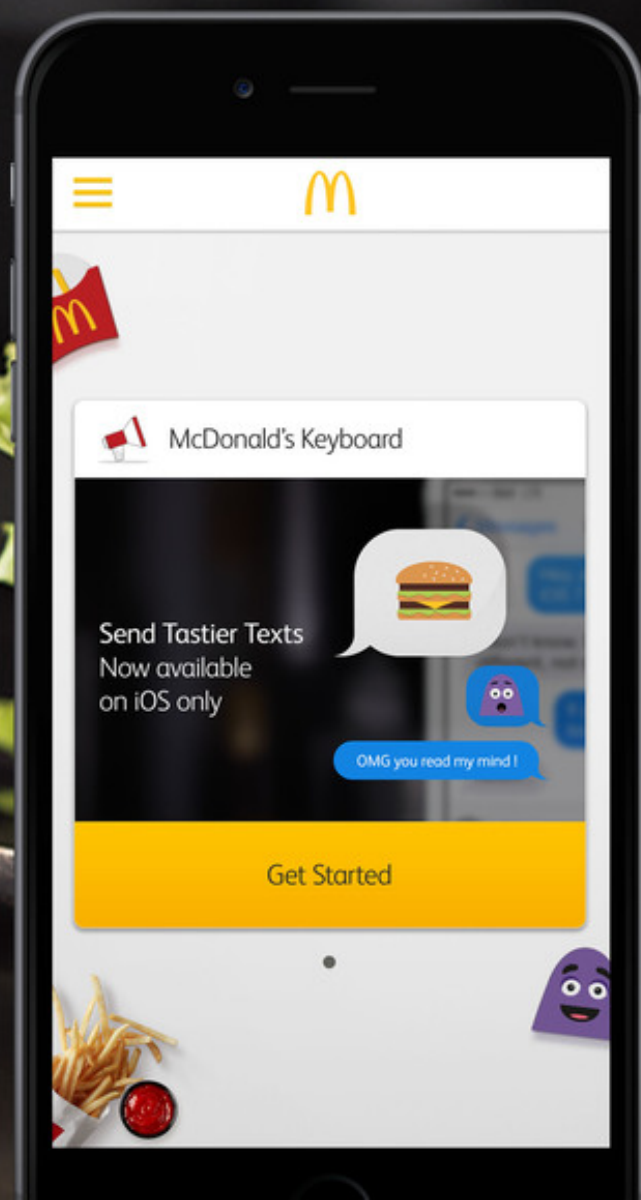 McDonald's Keyboard
Send Tastier Texts
Now available
on iOS only
OMG you read my mind !
Get Started